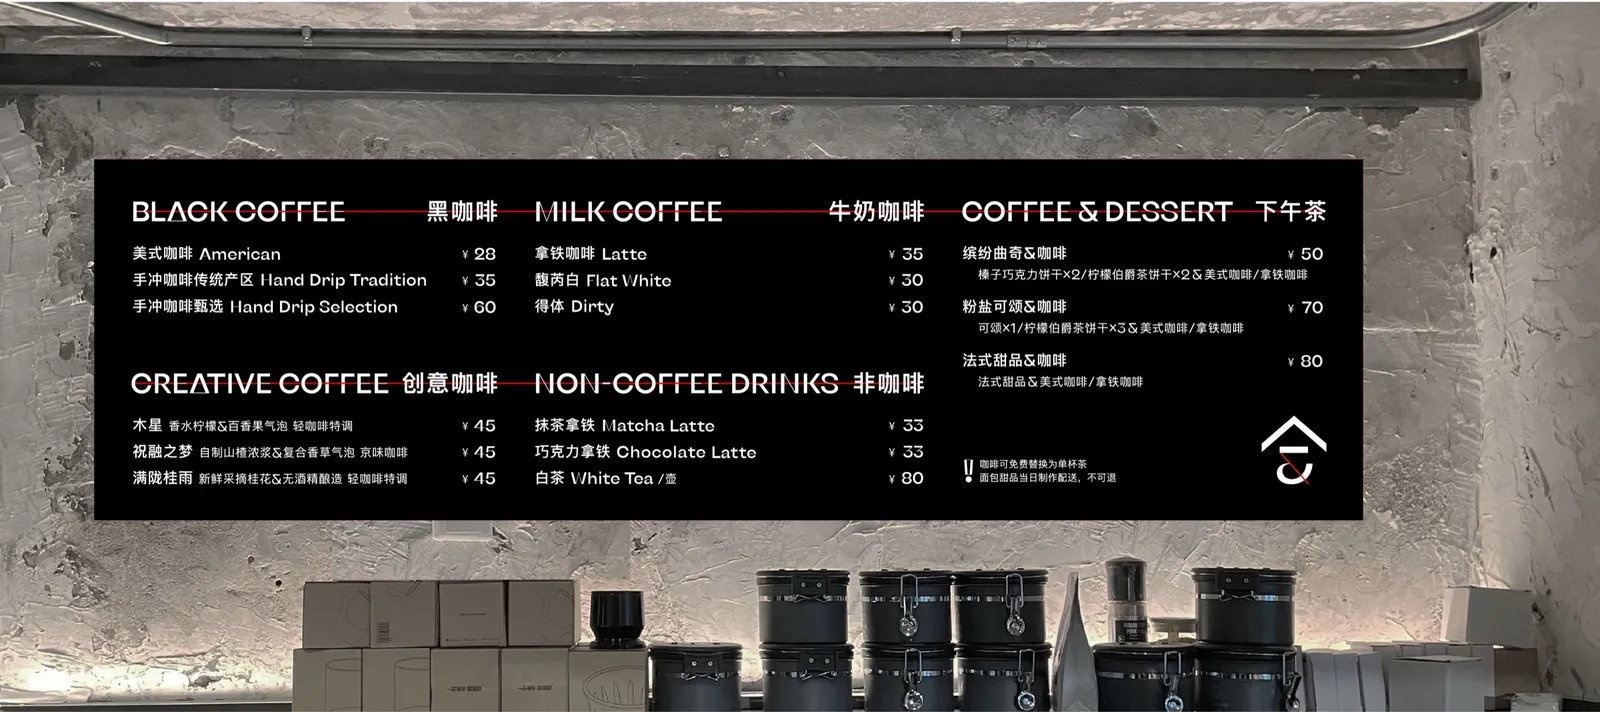 BLACK COFFEE 黑咖啡
美式咖啡 American ¥ 28
手冲咖啡传统产区 Hand Drip Tradition ¥ 35
手冲咖啡甄选 Hand Drip Selection ¥ 60
CREATIVE COFFEE 创意咖啡
木星 香水柠檬&百香果气泡 轻咖啡特调 ¥ 45
祝融之梦 自制山楂浓浆&复合香草气泡 京味咖啡 ¥ 45
满陇桂雨 新鲜采摘桂花&无酒精酿造 轻咖啡特调 ¥ 45
MILK COFFEE 牛奶咖啡
拿铁咖啡 Latte ¥ 35
馥芮白 Flat White ¥ 30
得体 Dirty ¥ 30
NON-COFFEE DRINKS 非咖啡
抹茶拿铁 Matcha Latte ¥ 33
巧克力拿铁 Chocolate Latte ¥ 33
白茶 White Tea /壶 ¥ 80
COFFEE & DESSERT 下午茶
缤纷曲奇&咖啡 ¥ 50
榛子巧克力饼干×2/柠檬伯爵茶饼干×2&美式咖啡/拿铁咖啡
粉盐可颂&咖啡 ¥ 70
可颂×1/柠檬伯爵茶饼干×3&美式咖啡/拿铁咖啡
法式甜品&咖啡 ¥ 80
法式甜品&美式咖啡/拿铁咖啡
咖啡可免费替换为单杯茶
面包甜品当日制作配送，不可退